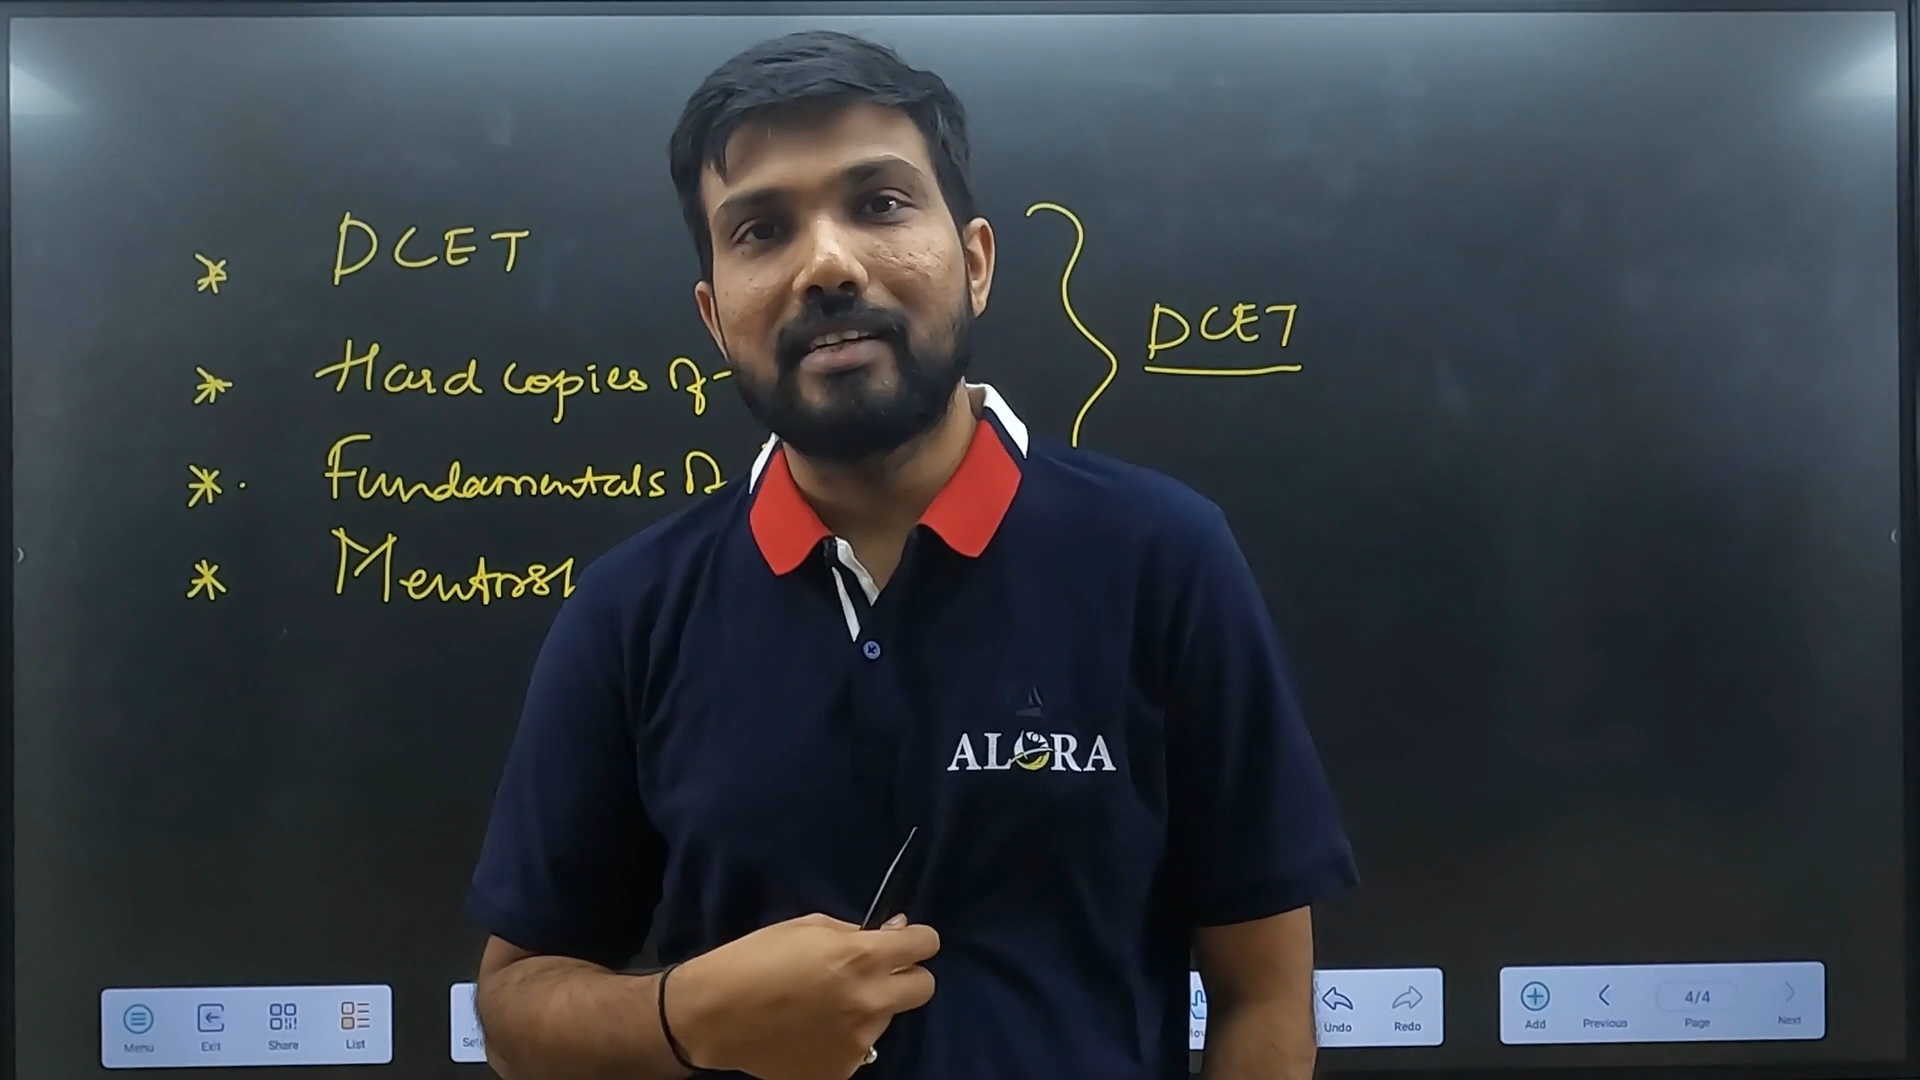 * DCET
* Hard copies of
*. Fundamentals of
*
DCET
ALORA
Menu
Exit
Share
List
Undo
Redo
Add
Previous
4/4
Page
Next